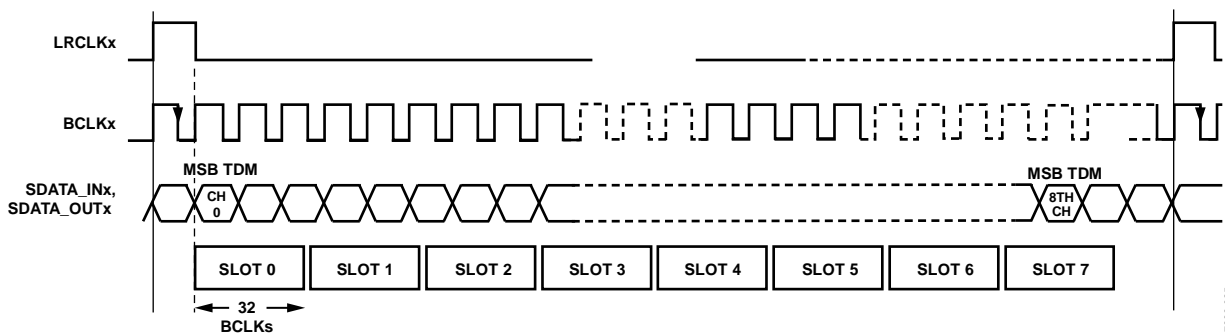 LRCLKx
BCLKx
MSB TDM
MSB TDM
SDATA_INx,
SDATA_OUTx
CH
0
8TH
CH
SLOT 0
SLOT 1
SLOT 2
SLOT 3
SLOT 4
SLOT 5
SLOT 6
SLOT 7
32
BCLKs